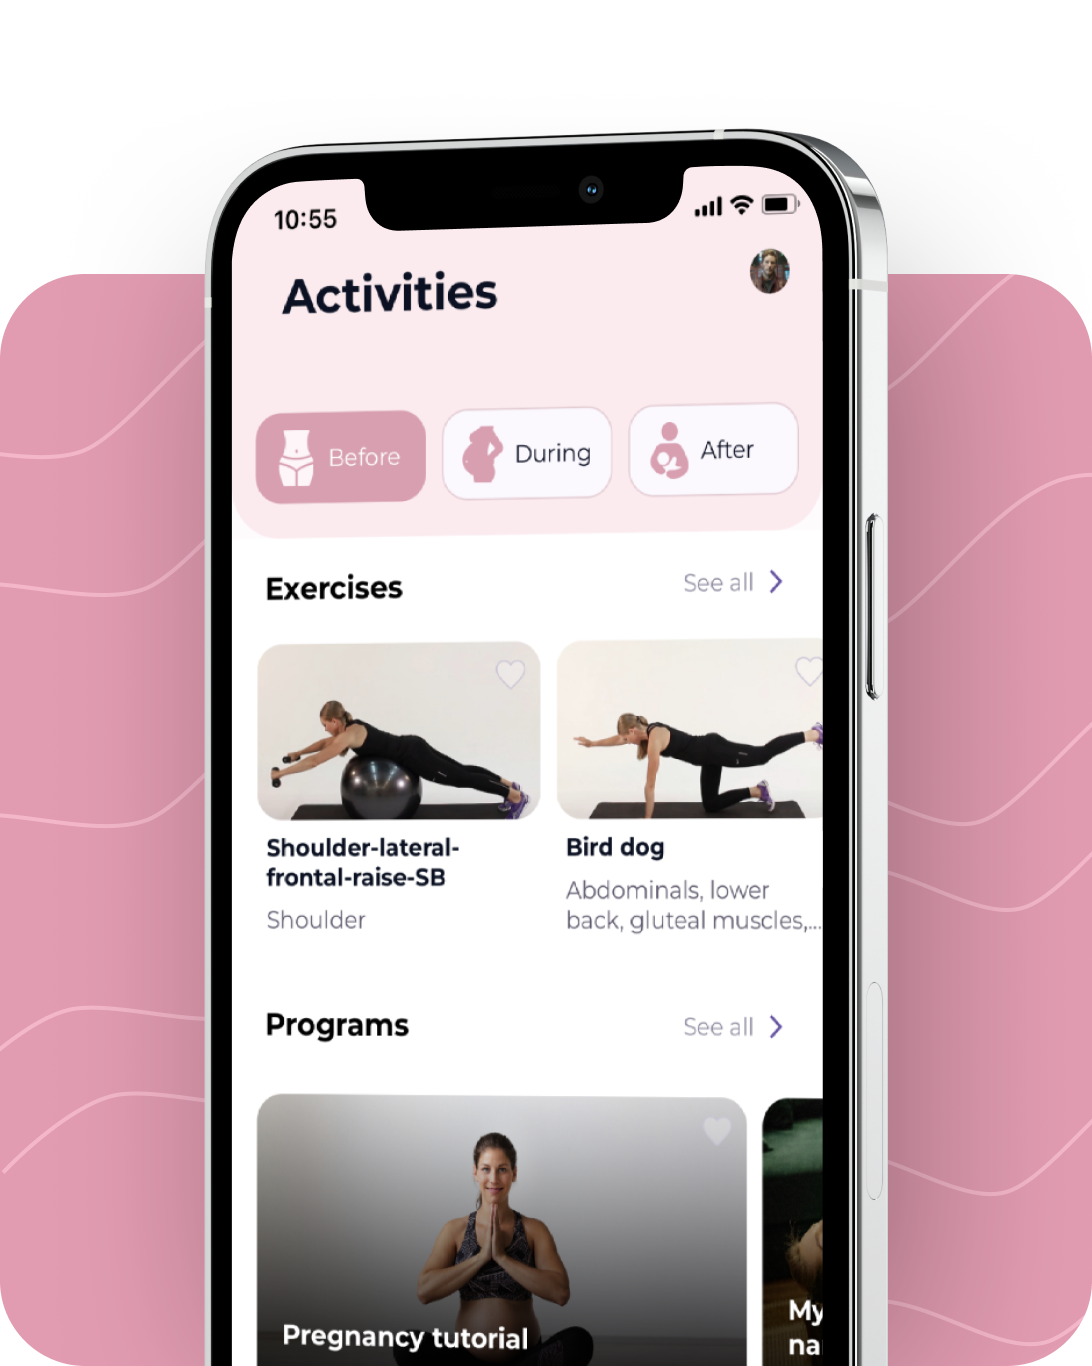 10:55
Activities
Before
During
After
Exercises
See all
Shoulder-lateral-
frontal-raise-SB
Shoulder
Bird dog
Abdominals, lower
back, gluteal muscles,...
Programs
See all
Pregnancy tutorial
My